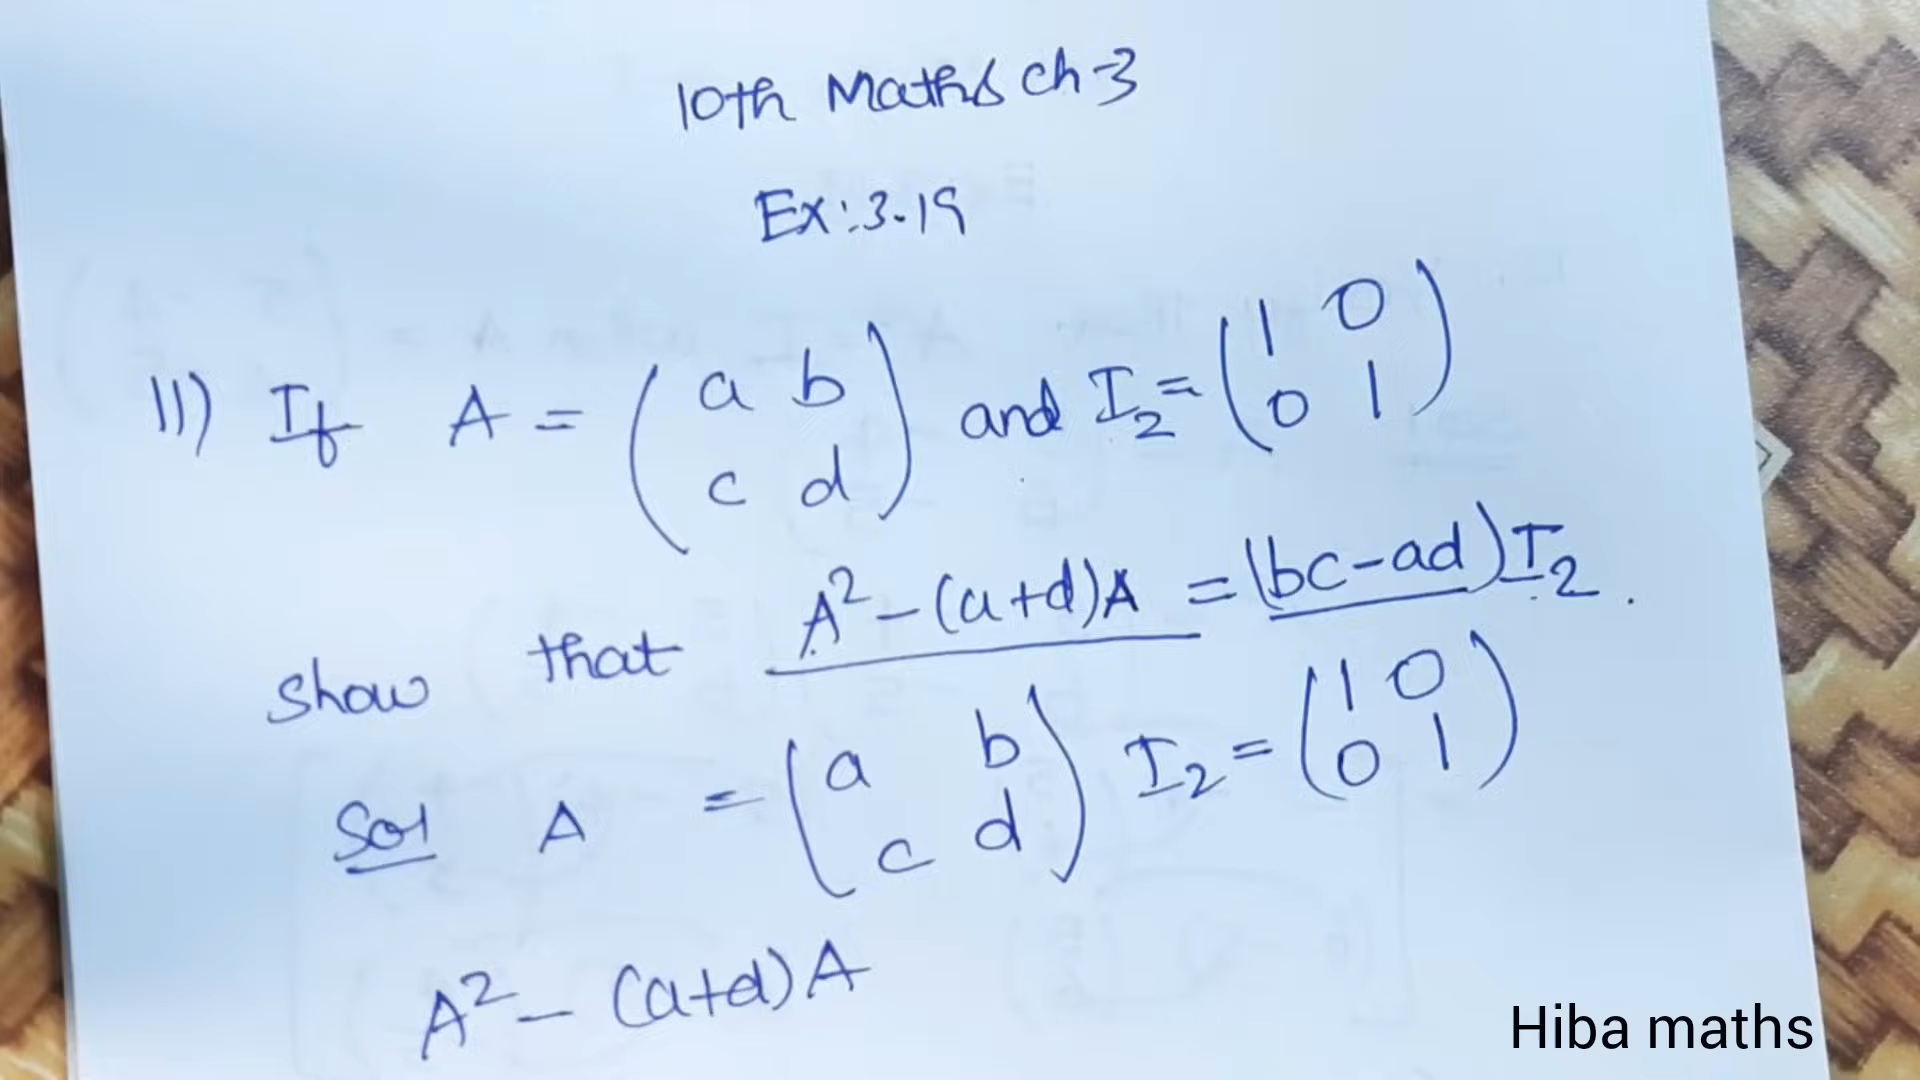 10th Maths Ch-3
Ex:3.19
11) If A = ( a b ) and I₂ = ( 1 0 )
( c d ) ( 0 1 )
Show that A² - (a+d)A = (bc-ad)I₂.
Sol A = ( a b ) I₂ = ( 1 0 )
( c d ) ( 0 1 )
A² - (a+d)A
Hiba maths